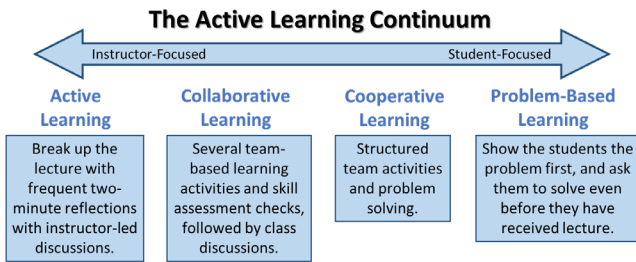 The Active Learning Continuum
Instructor-Focused
Student-Focused
Active
Learning
Break up the
lecture with
frequent two-
minute reflections
with instructor-led
discussions.
Collaborative
Learning
Several team-
based learning
activities and skill
assessment checks,
followed by class
discussions.
Cooperative
Learning
Structured
team activities
and problem
solving.
Problem-Based
Learning
Show the students the
problem first, and ask
them to solve even
before they have
received lecture.